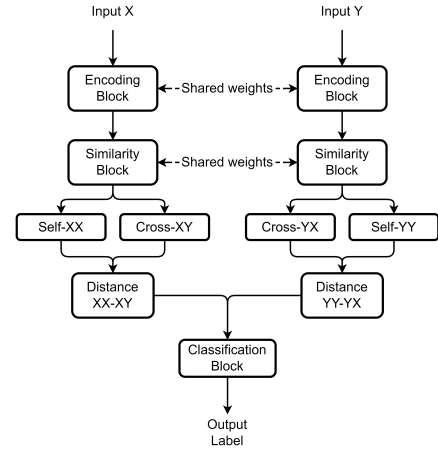 Input X
Input Y
Encoding
Block
Shared weights
Encoding
Block
Similarity
Block
Shared weights
Similarity
Block
Self-XX
Cross-XY
Cross-YX
Self-YY
Distance
XX-XY
Distance
YY-YX
Classification
Block
Output
Label